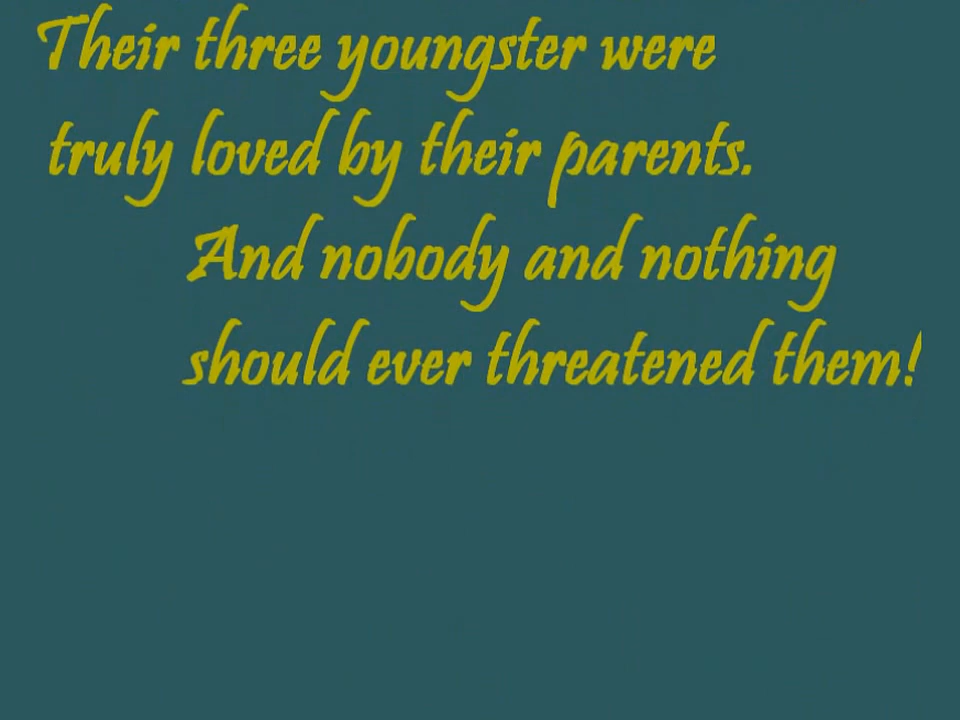 Their three youngster were
truly loved by their parents.
And nobody and nothing
should ever threatened them!